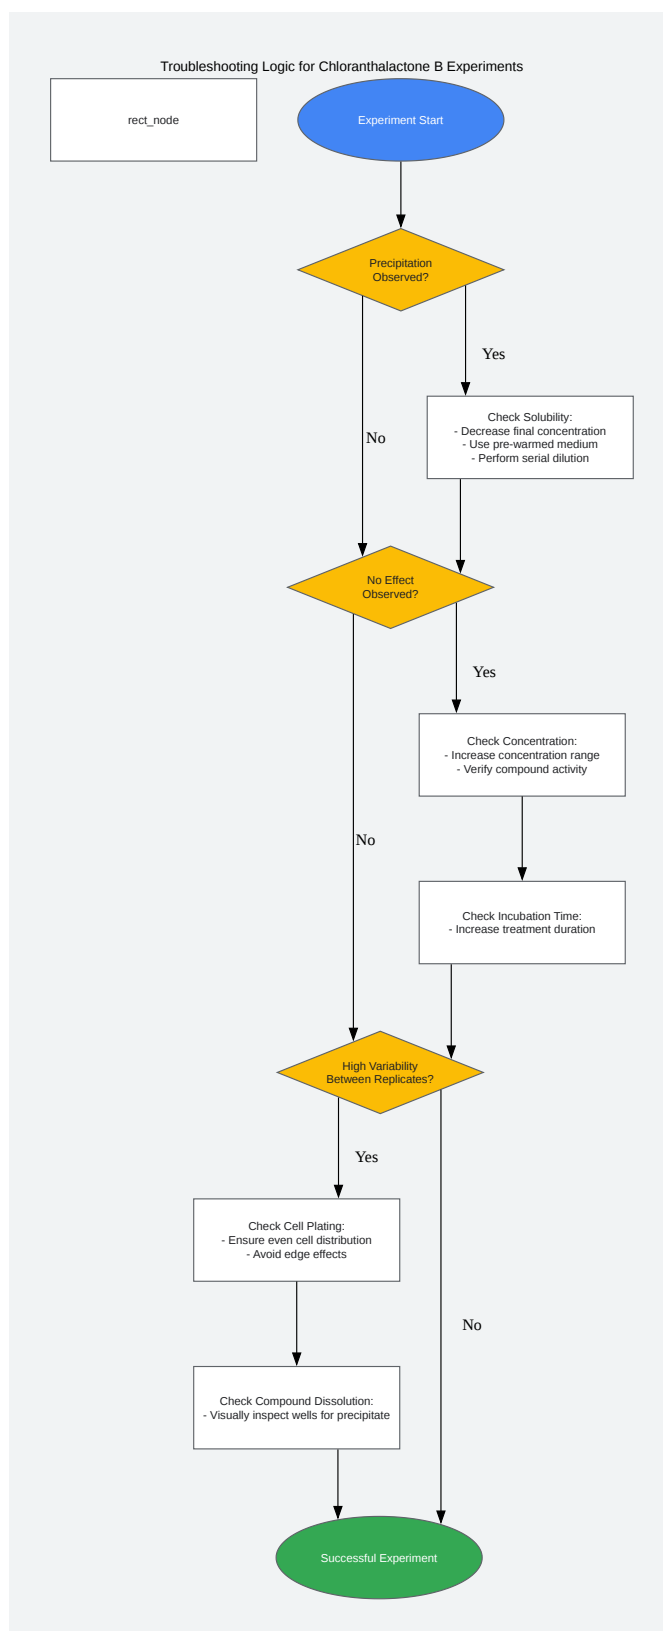 Troubleshooting Logic for Chloranthalactone B Experiments
rect_node
Experiment Start
Precipitation
Observed?
Yes
No
Check Solubility:
- Decrease final concentration
- Use pre-warmed medium
- Perform serial dilution
No Effect
Observed?
Yes
Check Concentration:
- Increase concentration range
- Verify compound activity
No
Check Incubation Time:
- Increase treatment duration
High Variability
Between Replicates?
Yes
Check Cell Plating:
- Ensure even cell distribution
- Avoid edge effects
No
Check Compound Dissolution:
- Visually inspect wells for precipitate
Successful Experiment